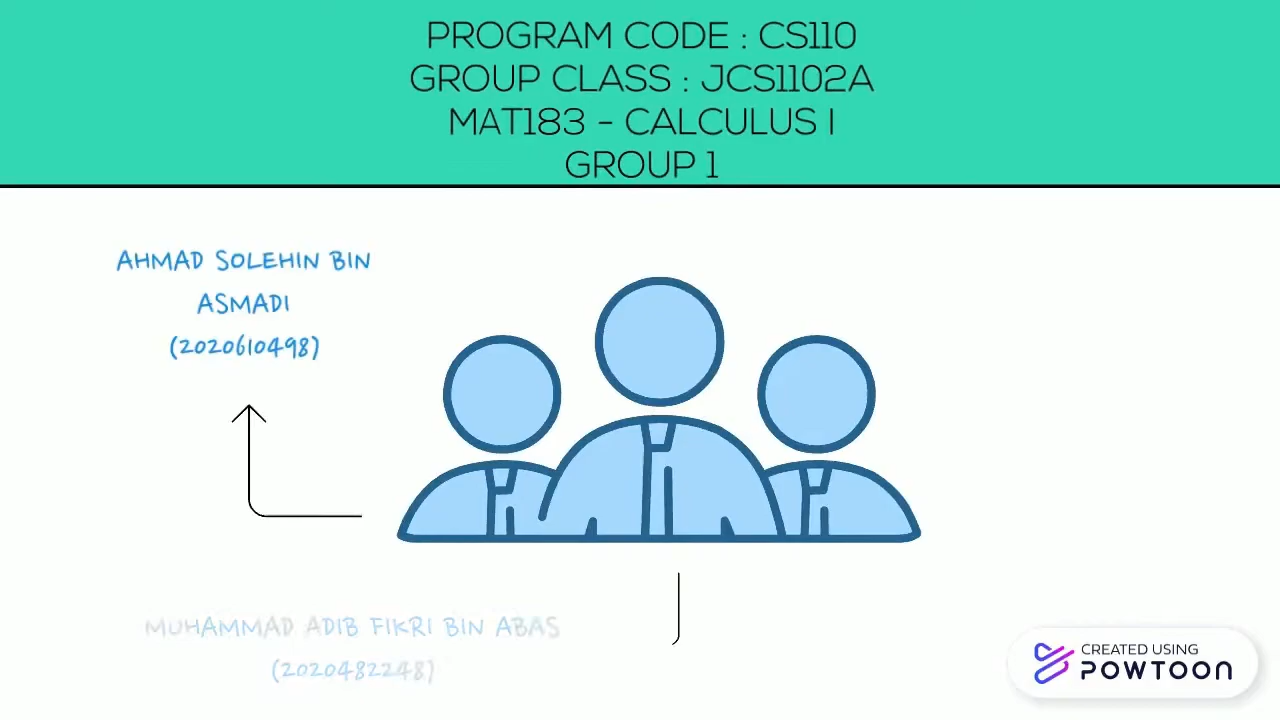 PROGRAM CODE : CS110
GROUP CLASS : JCS1102A
MAT183 - CALCULUS I
GROUP 1
AHMAD SOLEHIN BIN
ASMADI
(2020610498)
MUHAMMAD ADIB FIKRI BIN ABAS
(2020482248)
CREATED USING
POWTOON